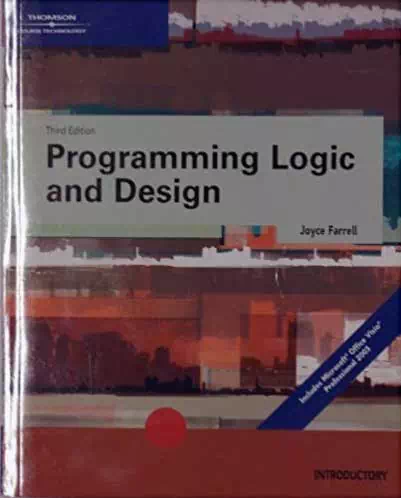 THOMSON
COURSE TECHNOLOGY
Third Edition
Programming Logic
and Design
Joyce Farrell
Includes Microsoft® Office Visio®
Professional 2003
INTRODUCTORY